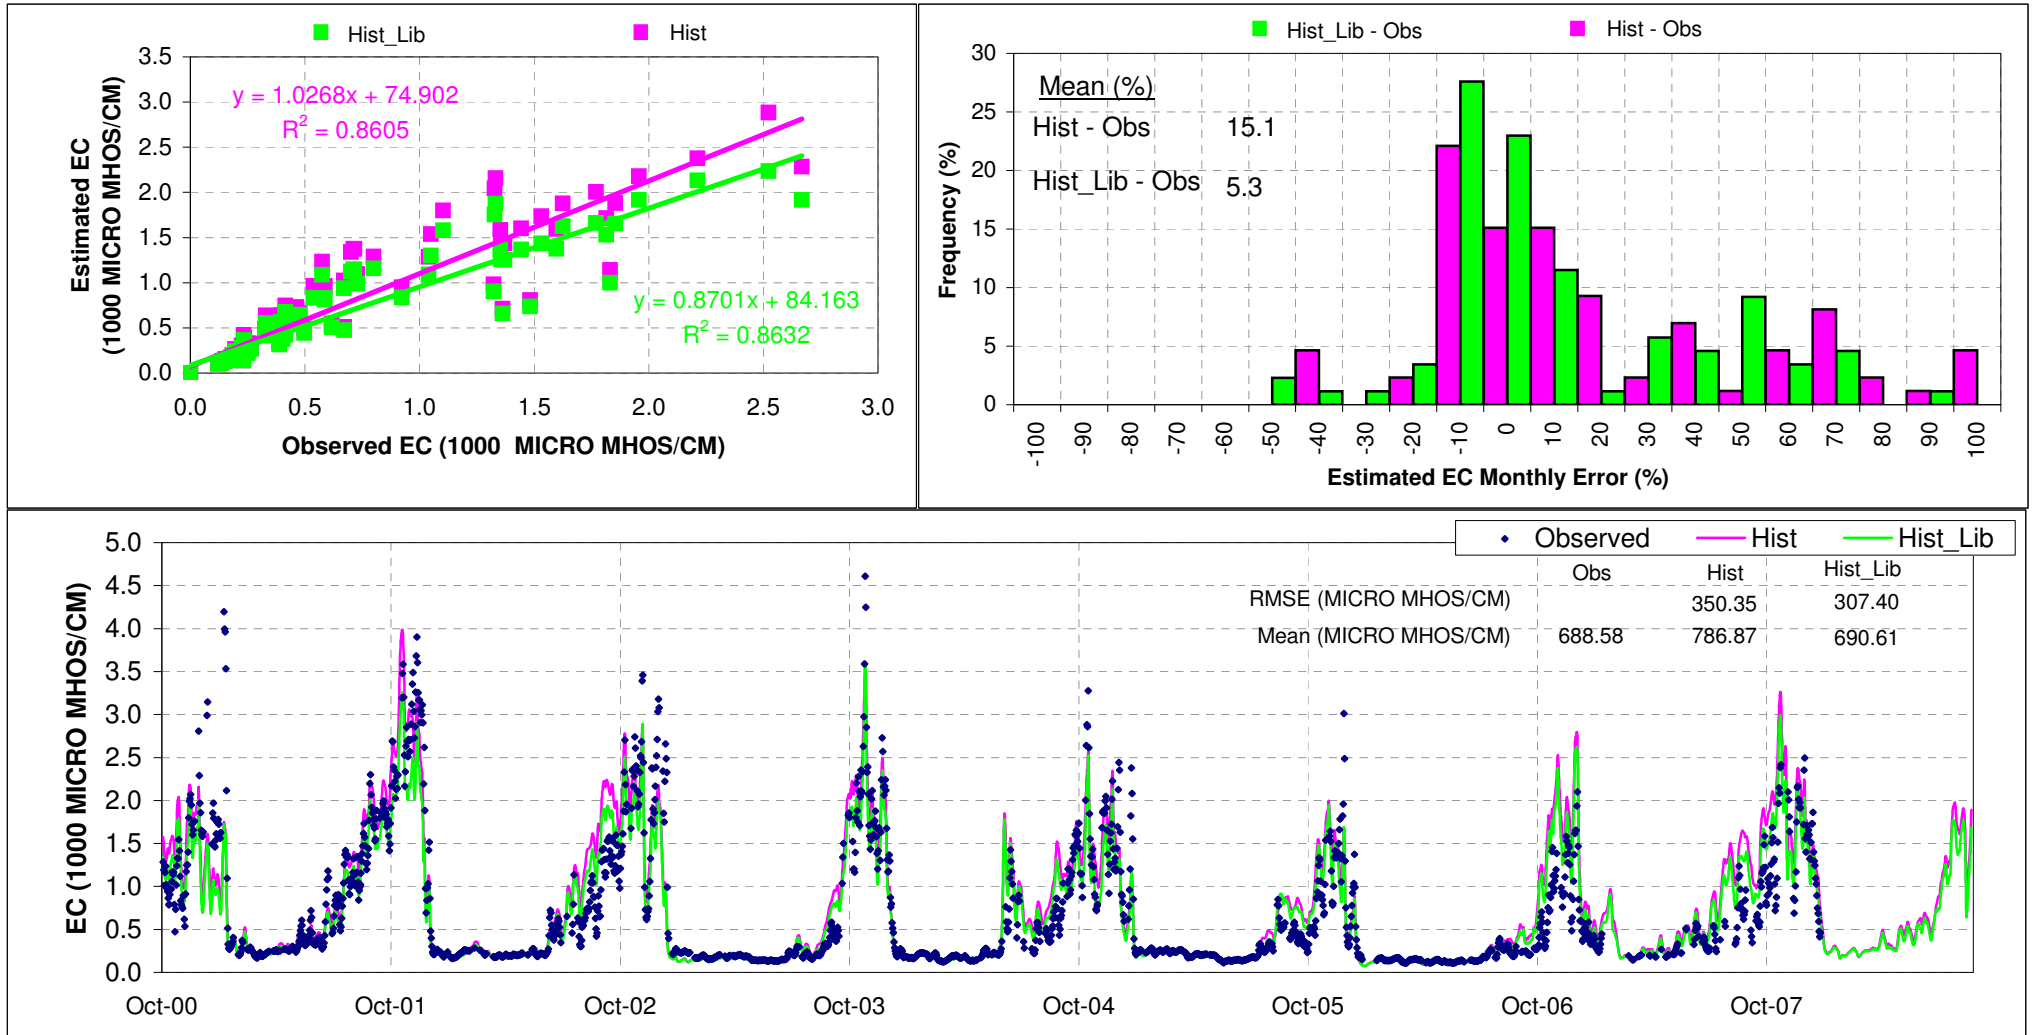 Hist_Lib Hist
3.5
3.0
2.5
2.0
1.5
1.0
0.5
0.0
0.0 0.5 1.0 1.5 2.0 2.5 3.0
Estimated EC
(1000 MICRO MHOS/CM)
Observed EC (1000 MICRO MHOS/CM)
y = 1.0268x + 74.902
R² = 0.8605
y = 0.8701x + 84.163
R² = 0.8632
Hist_Lib - Obs Hist - Obs
30
25
20
15
10
5
0
Frequency (%)
Mean (%)
Hist - Obs 15.1
Hist_Lib - Obs 5.3
-100 -90 -80 -70 -60 -50 -40 -30 -20 -10 0 10 20 30 40 50 60 70 80 90 100
Estimated EC Monthly Error (%)
Observed Hist Hist_Lib
Obs Hist Hist_Lib
RMSE (MICRO MHOS/CM) 350.35 307.40
Mean (MICRO MHOS/CM) 688.58 786.87 690.61
5.0
4.5
4.0
3.5
3.0
2.5
2.0
1.5
1.0
0.5
0.0
EC (1000 MICRO MHOS/CM)
Oct-00 Oct-01 Oct-02 Oct-03 Oct-04 Oct-05 Oct-06 Oct-07